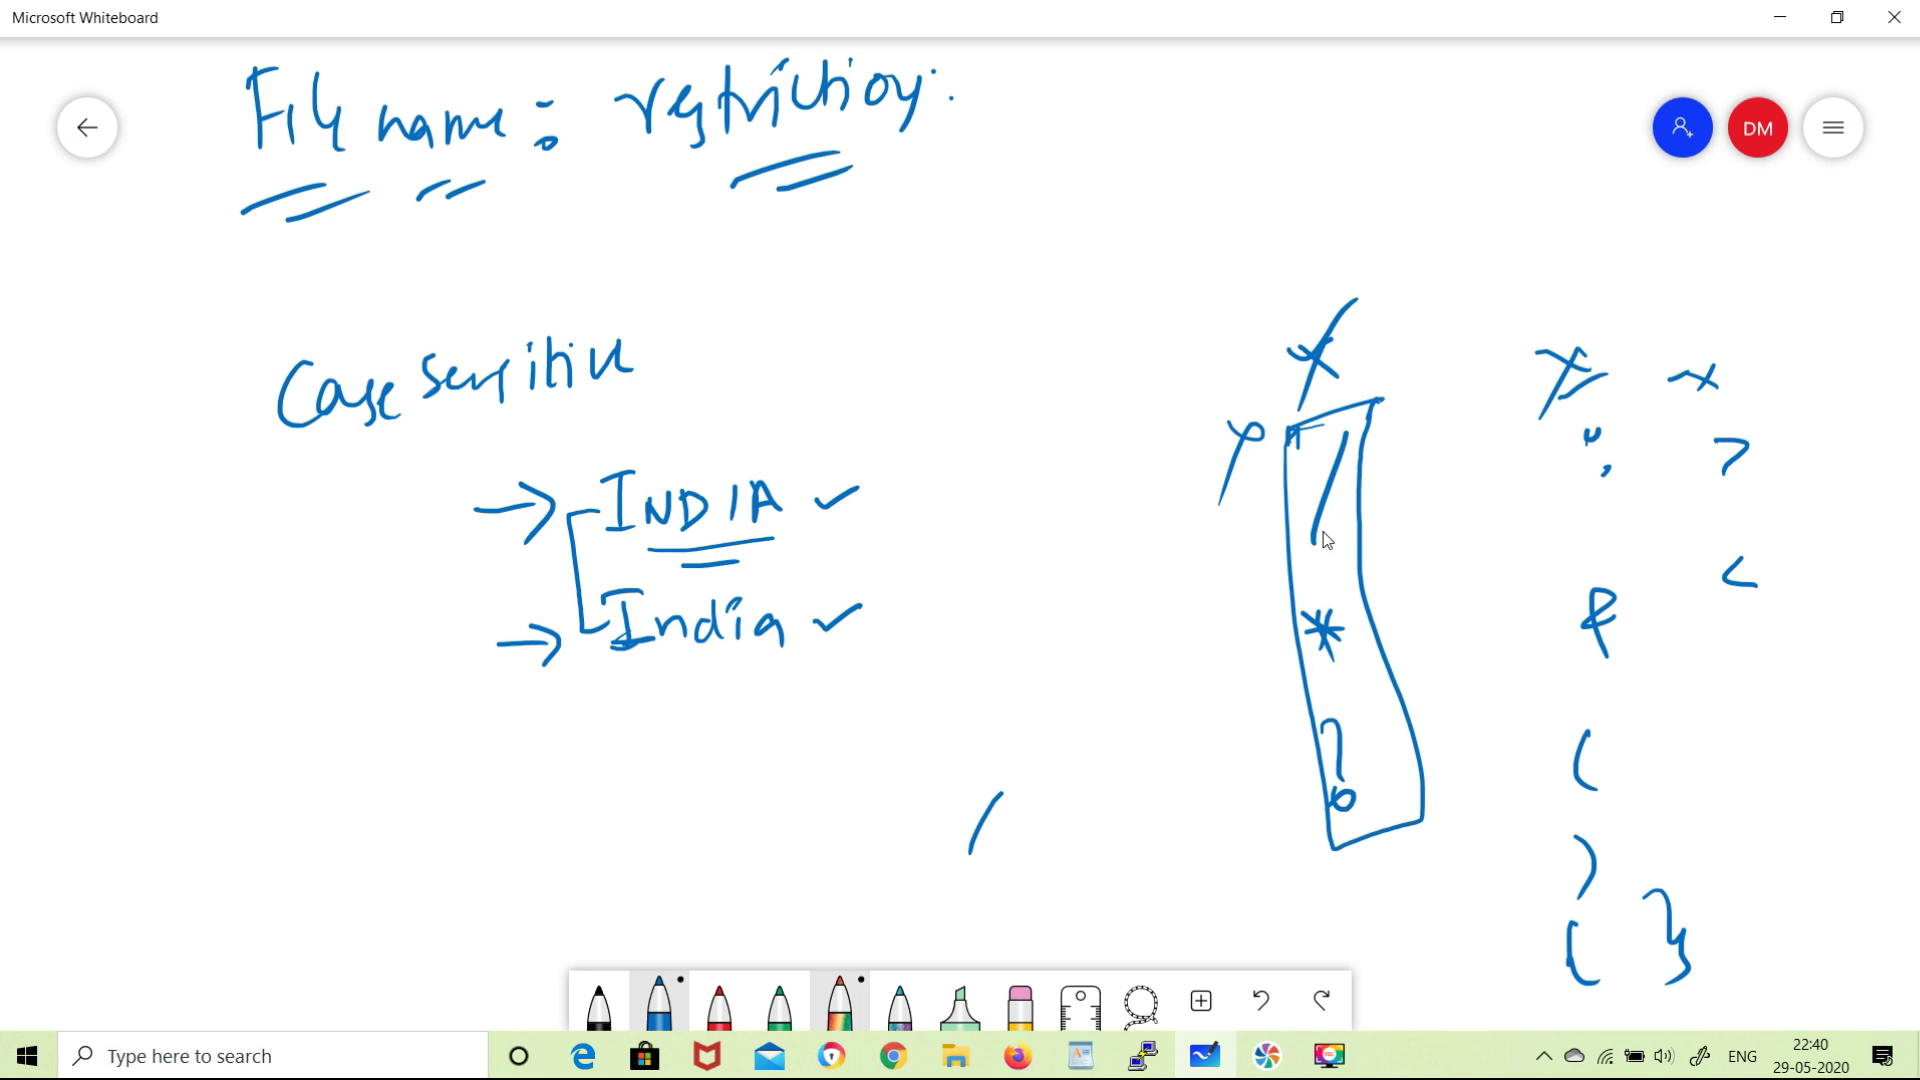 Microsoft Whiteboard
File name: restriction:
DM
Case sensitive
→ INDIA ✓
→ India ✓
/
*
?
;
>
<
&
(
)
{ }
/
Type here to search
ENG
22:40
29-05-2020